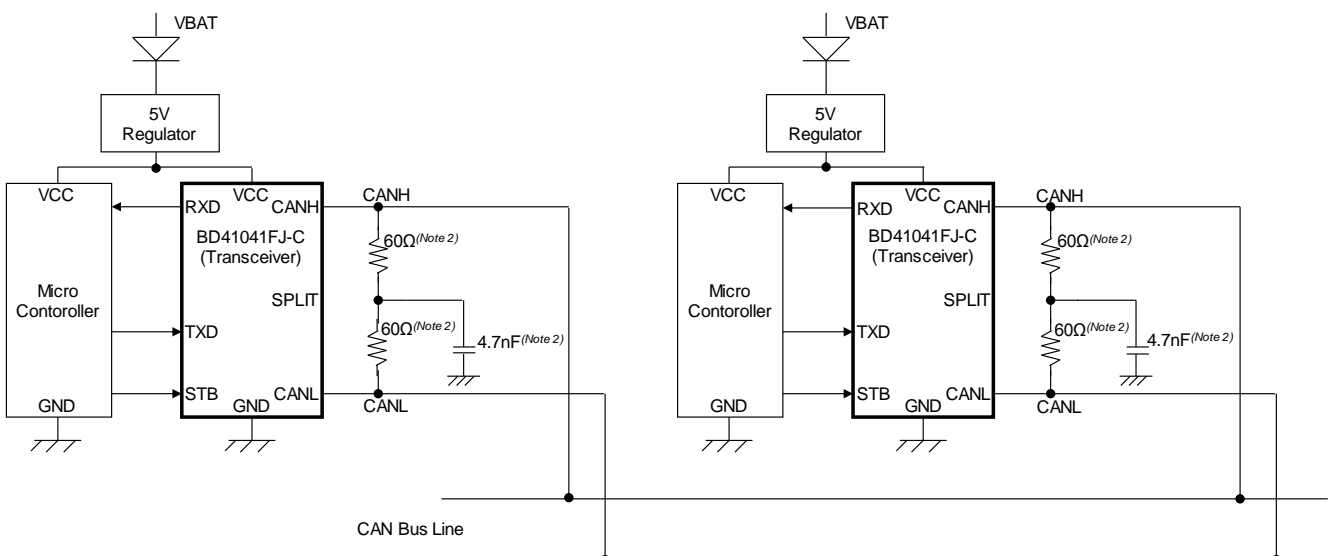 VBAT
5V
Regulator
VCC
RXD
TXD
STB
GND
Micro
Contoroller
VCC
CANH
BD41041FJ-C
(Transceiver)
SPLIT
CANL
GND
CANH
60Ω(Note 2)
60Ω(Note 2)
4.7nF(Note 2)
CANL
VBAT
5V
Regulator
VCC
RXD
TXD
STB
GND
Micro
Contoroller
VCC
CANH
BD41041FJ-C
(Transceiver)
SPLIT
CANL
GND
CANH
60Ω(Note 2)
60Ω(Note 2)
4.7nF(Note 2)
CANL
CAN Bus Line